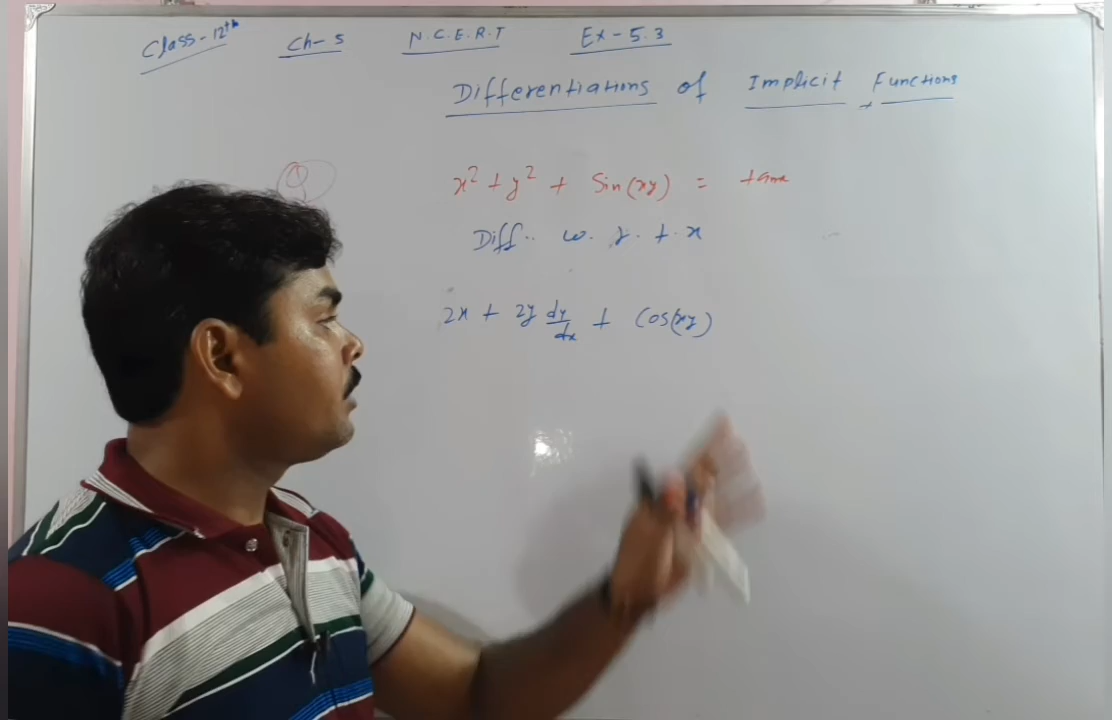 Class-12th Ch-5 N.C.E.R.T Ex-5.3
Differentiations of Implicit Functions
Q x² + y² + Sin(xy) = tanx
Diff. w. r. t. x
2x + 2y dy/dx + Cos(xy)